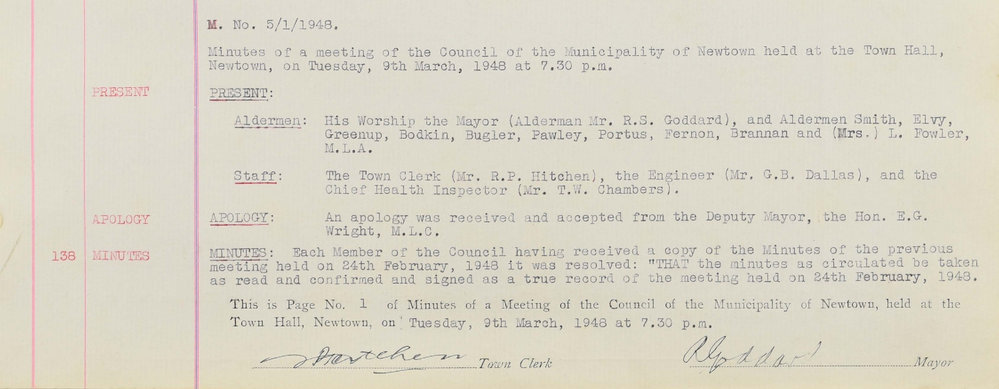 M. No. 5/1/1948.
Minutes of a meeting of the Council of the Municipality of Newtown held at the Town Hall,
Newtown, on Tuesday, 9th March, 1948 at 7.30 p.m.
PRESENT PRESENT:
Aldermen: His Worship the Mayor (Alderman Mr. R.S. Goddard), and Aldermen Smith, Elvy,
Greenup, Bodkin, Bugler, Pawley, Portus, Fernon, Brannan and (Mrs.) L. Fowler,
M.L.A.
Staff: The Town Clerk (Mr. R.P. Hitchen), the Engineer (Mr. G.B. Dallas), and the
Chief Health Inspector (Mr. T.W. Chambers).
APOLOGY APOLOGY: An apology was received and accepted from the Deputy Mayor, the Hon. E.G.
Wright, M.L.C.
138 MINUTES MINUTES: Each Member of the Council having received a copy of the Minutes of the previous
meeting held on 24th February, 1948 it was resolved: "THAT the minutes as circulated be taken
as read and confirmed and signed as a true record of the meeting held on 24th February, 1948.
This is Page No. 1 of Minutes of a Meeting of the Council of the Municipality of Newtown, held at the
Town Hall, Newtown, on Tuesday, 9th March, 1948 at 7.30 p.m.
Town Clerk RGoddard Mayor